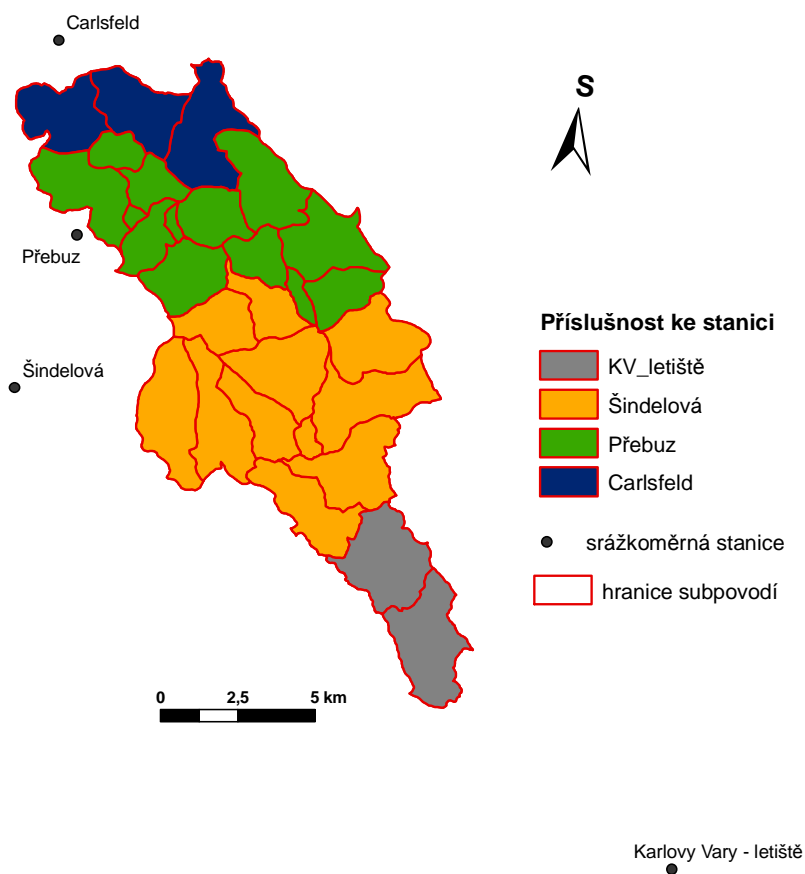 Carlsfeld
S
Přebuz
Šindelová
Příslušnost ke stanici
KV_letiště
Šindelová
Přebuz
Carlsfeld
srážkoměrná stanice
hranice subpovodí
0 2,5 5 km
Karlovy Vary - letiště